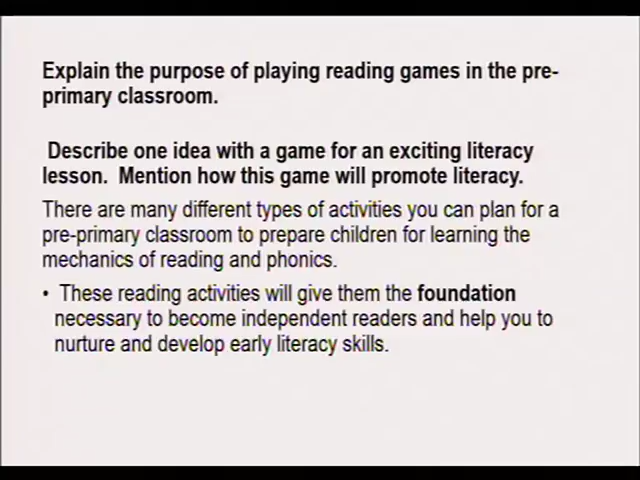 Explain the purpose of playing reading games in the pre-
primary classroom.
Describe one idea with a game for an exciting literacy
lesson. Mention how this game will promote literacy.
There are many different types of activities you can plan for a
pre-primary classroom to prepare children for learning the
mechanics of reading and phonics.
• These reading activities will give them the foundation
necessary to become independent readers and help you to
nurture and develop early literacy skills.